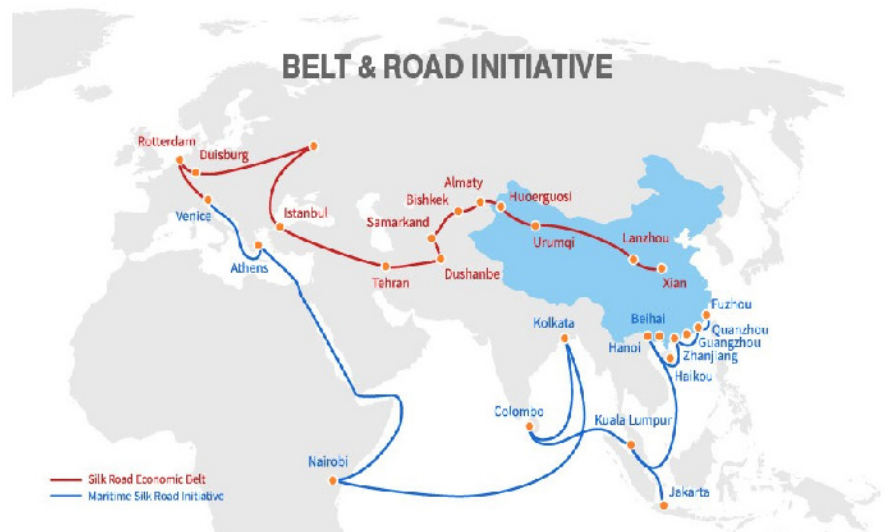 BELT & ROAD INITIATIVE
Rotterdam
Duisburg
Venice
Istanbul
Athens
Tehran
Samarkand
Bishkek
Almaty
Huoerguosi
Dushanbe
Urumqi
Lanzhou
Xian
Fuzhou
Quanzhou
Guangzhou
Zhanjiang
Haikou
Beihai
Hanoi
Kolkata
Colombo
Kuala Lumpur
Jakarta
Nairobi
Silk Road Economic Belt
Maritime Silk Road Initiative